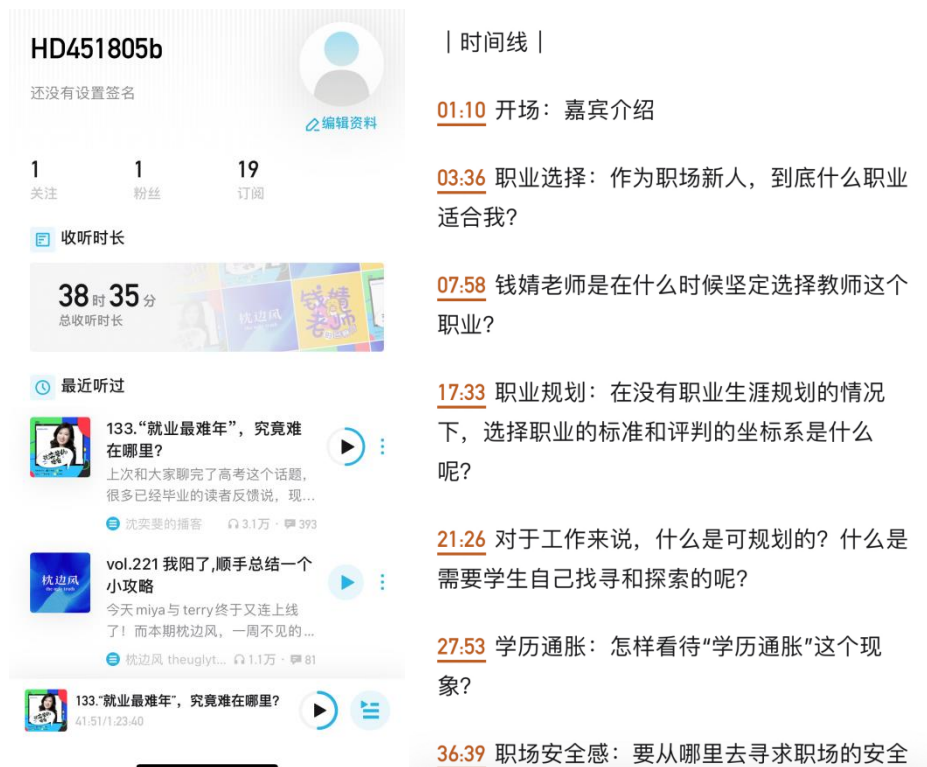 HD451805b
还没有设置签名
编辑资料
1
关注
1
粉丝
19
订阅
收听时长
38时35分
总收听时长
枕边风
钱婧老师
最近听过
133.“就业最难年”，究竟难
在哪里？
上次和大家聊完了高考这个话题，
很多已经毕业的读者反馈说，现...
沈奕斐的播客 3.1万 · 393
枕边风
vol.221 我阳了,顺手总结一个
小攻略
今天 miya 与 terry 终于又连上线
了！而本期枕边风，一周不见的...
枕边风 theuglyt... 1.1万 · 81
133.“就业最难年”，究竟难在哪里？
41:51/1:23:40
｜时间线｜
01:10 开场：嘉宾介绍
03:36 职业选择：作为职场新人，到底什么职业
适合我？
07:58 钱婧老师是在什么时候坚定选择教师这个
职业？
17:33 职业规划：在没有职业生涯规划的情况
下，选择职业的标准和评判的坐标系是什么
呢？
21:26 对于工作来说，什么是可规划的？什么是
需要学生自己找寻和探索的呢？
27:53 学历通胀：怎样看待“学历通胀”这个现
象？
36:39 职场安全感：要从哪里去寻求职场的安全